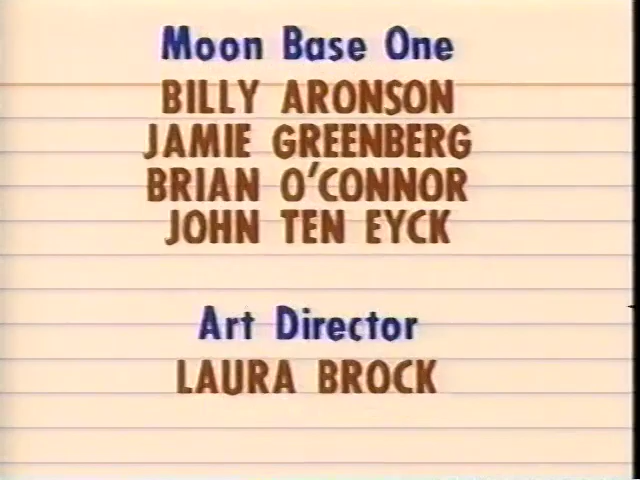 Moon Base One
BILLY ARONSON
JAMIE GREENBERG
BRIAN O'CONNOR
JOHN TEN EYCK
Art Director
LAURA BROCK